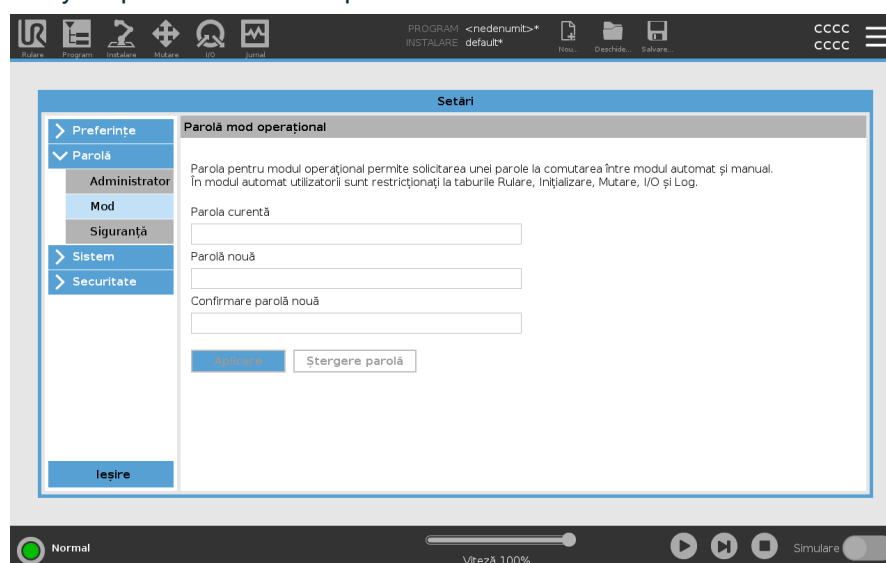 PROGRAM <nedenumit>*
INSTALARE default*
cccc
cccc
Rulare Program Instalare Mutare I/O Jurnal Nou... Deschide... Salvare...
Setări
Preferințe
Parolă
Administrator
Mod
Siguranță
Sistem
Securitate
Ieșire
Parolă mod operațional
Parola pentru modul operațional permite solicitarea unei parole la comutarea între modul automat și manual.
În modul automat utilizatorii sunt restricționați la taburile Rulare, Inițializare, Mutare, I/O și Log.
Parola curentă
Parolă nouă
Confirmare parolă nouă
Aplicare Ștergere parolă
Normal
Viteză 100%
Simulare